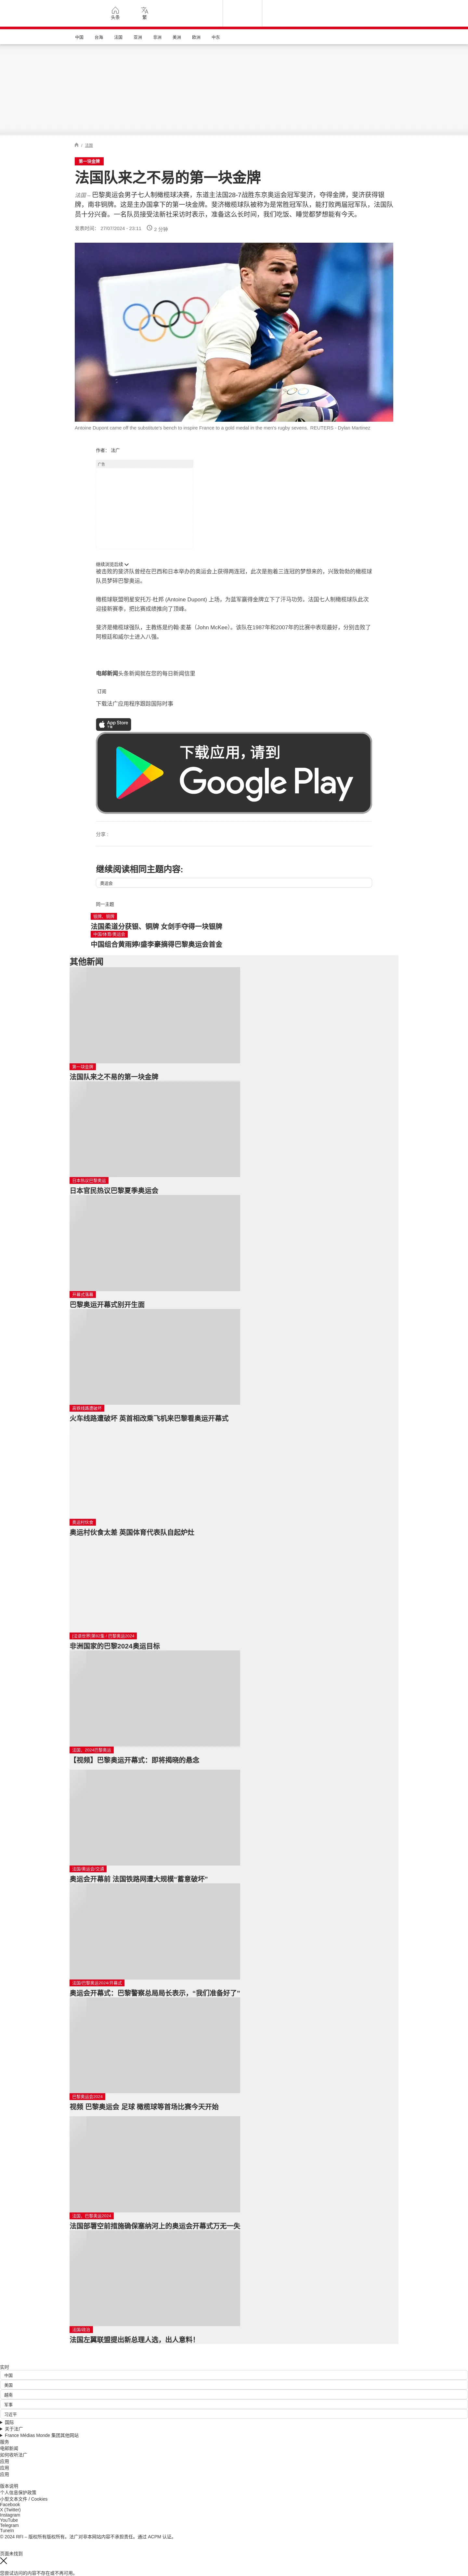 头条
繁
中国
台海
法国
亚洲
非洲
美洲
欧洲
中东
法国
第一块金牌
法国队来之不易的第一块金牌
法国 – 巴黎奥运会男子七人制橄榄球决赛，东道主法国28-7战胜东京奥运会冠军斐济，夺得金牌，斐济获得银
牌，南非铜牌。这是主办国拿下的第一块金牌。斐济橄榄球队被称为是常胜冠军队，能打败两届冠军队，法国队
员十分兴奋。一名队员接受法新社采访时表示，准备这么长时间，我们吃饭、睡觉都梦想能有今天。
发表时间： 27/07/2024 - 23:11
2 分钟
Antoine Dupont came off the substitute's bench to inspire France to a gold medal in the men's rugby sevens. REUTERS - Dylan Martinez
作者： 法广
广告
继续浏览后续
被击败的斐济队曾经在巴西和日本举办的奥运会上获得两连冠，此次是抱着三连冠的梦想来的，兴致勃勃的橄榄球
队员梦碎巴黎奥运。
橄榄球联盟明星安托万·杜邦 (Antoine Dupont) 上场，为蓝军赢得金牌立下了汗马功劳。法国七人制橄榄球队此次
迎接新赛季，把比赛成绩推向了顶峰。
斐济是橄榄球强队，主教练是约翰·麦基（John McKee）。该队在1987年和2007年的比赛中表现最好，分别击败了
阿根廷和威尔士进入八强。
电邮新闻头条新闻就在您的每日新闻信里
订阅
下载法广应用程序跟踪国际时事
App Store
下载应用，请到
Google Play
分享 :
继续阅读相同主题内容:
奥运会
同一主题
银牌、铜牌
法国柔道分获银、铜牌 女剑手夺得一块银牌
中国/体育/奥运会
中国组合黄雨婷/盛李豪摘得巴黎奥运会首金
其他新闻
第一块金牌
法国队来之不易的第一块金牌
日本热议巴黎奥运
日本官民热议巴黎夏季奥运会
开幕式落幕
巴黎奥运开幕式别开生面
高铁线路遭破坏
火车线路遭破坏 英首相改乘飞机来巴黎看奥运开幕式
奥运村伙食
奥运村伙食太差 英国体育代表队自起炉灶
非洲国家的巴黎2024奥运目标
法国、2024巴黎奥运
【视频】巴黎奥运开幕式：即将揭晓的悬念
法国/奥运会/交通
奥运会开幕前 法国铁路网遭大规模“蓄意破坏”
法国/巴黎奥运2024/开幕式
奥运会开幕式：巴黎警察总局局长表示，“我们准备好了”
巴黎奥运会2024
视频 巴黎奥运会 足球 橄榄球等首场比赛今天开始
法国、巴黎奥运2024
法国部署空前措施确保塞纳河上的奥运会开幕式万无一失
法国/政治
法国左翼联盟提出新总理人选，出人意料！
实时
中国
美国
越南
军事
习近平
国际
关于法广
France Médias Monde 集团其他网站
服务
电邮新闻
如何收听法广
应用
应用
应用
版本说明
个人信息保护政策
小型文本文件 / Cookies
Facebook
X (Twitter)
Instagram
YouTube
Telegram
TuneIn
© 2024 RFI – 版权所有版权所有。法广对非本网站内容不承担责任。通过 ACPM 认证。
页面未找到
您尝试访问的内容不存在或不再可用。